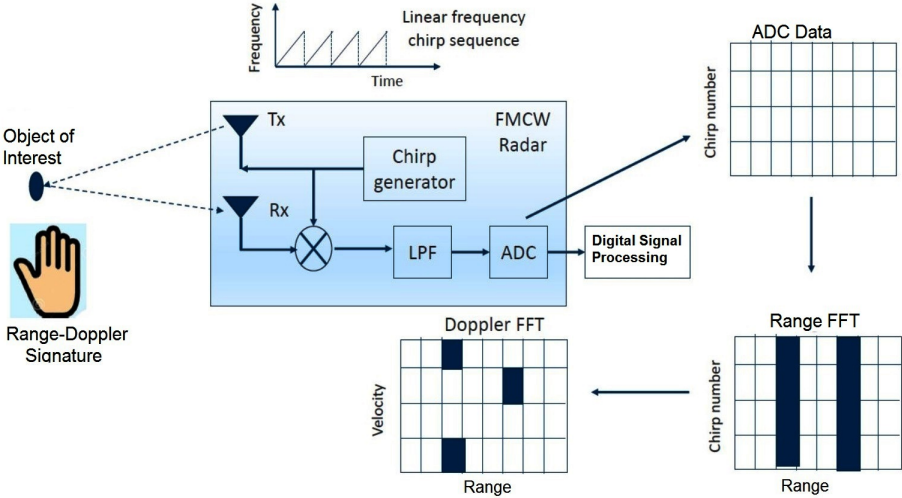 Frequency
Linear frequency
chirp sequence
Time
ADC Data
Chirp number
Object of
Interest
Tx
FMCW
Radar
Chirp
generator
Rx
LPF
ADC
Digital Signal
Processing
Range-Doppler
Signature
Doppler FFT
Velocity
Range
Range FFT
Chirp number
Range